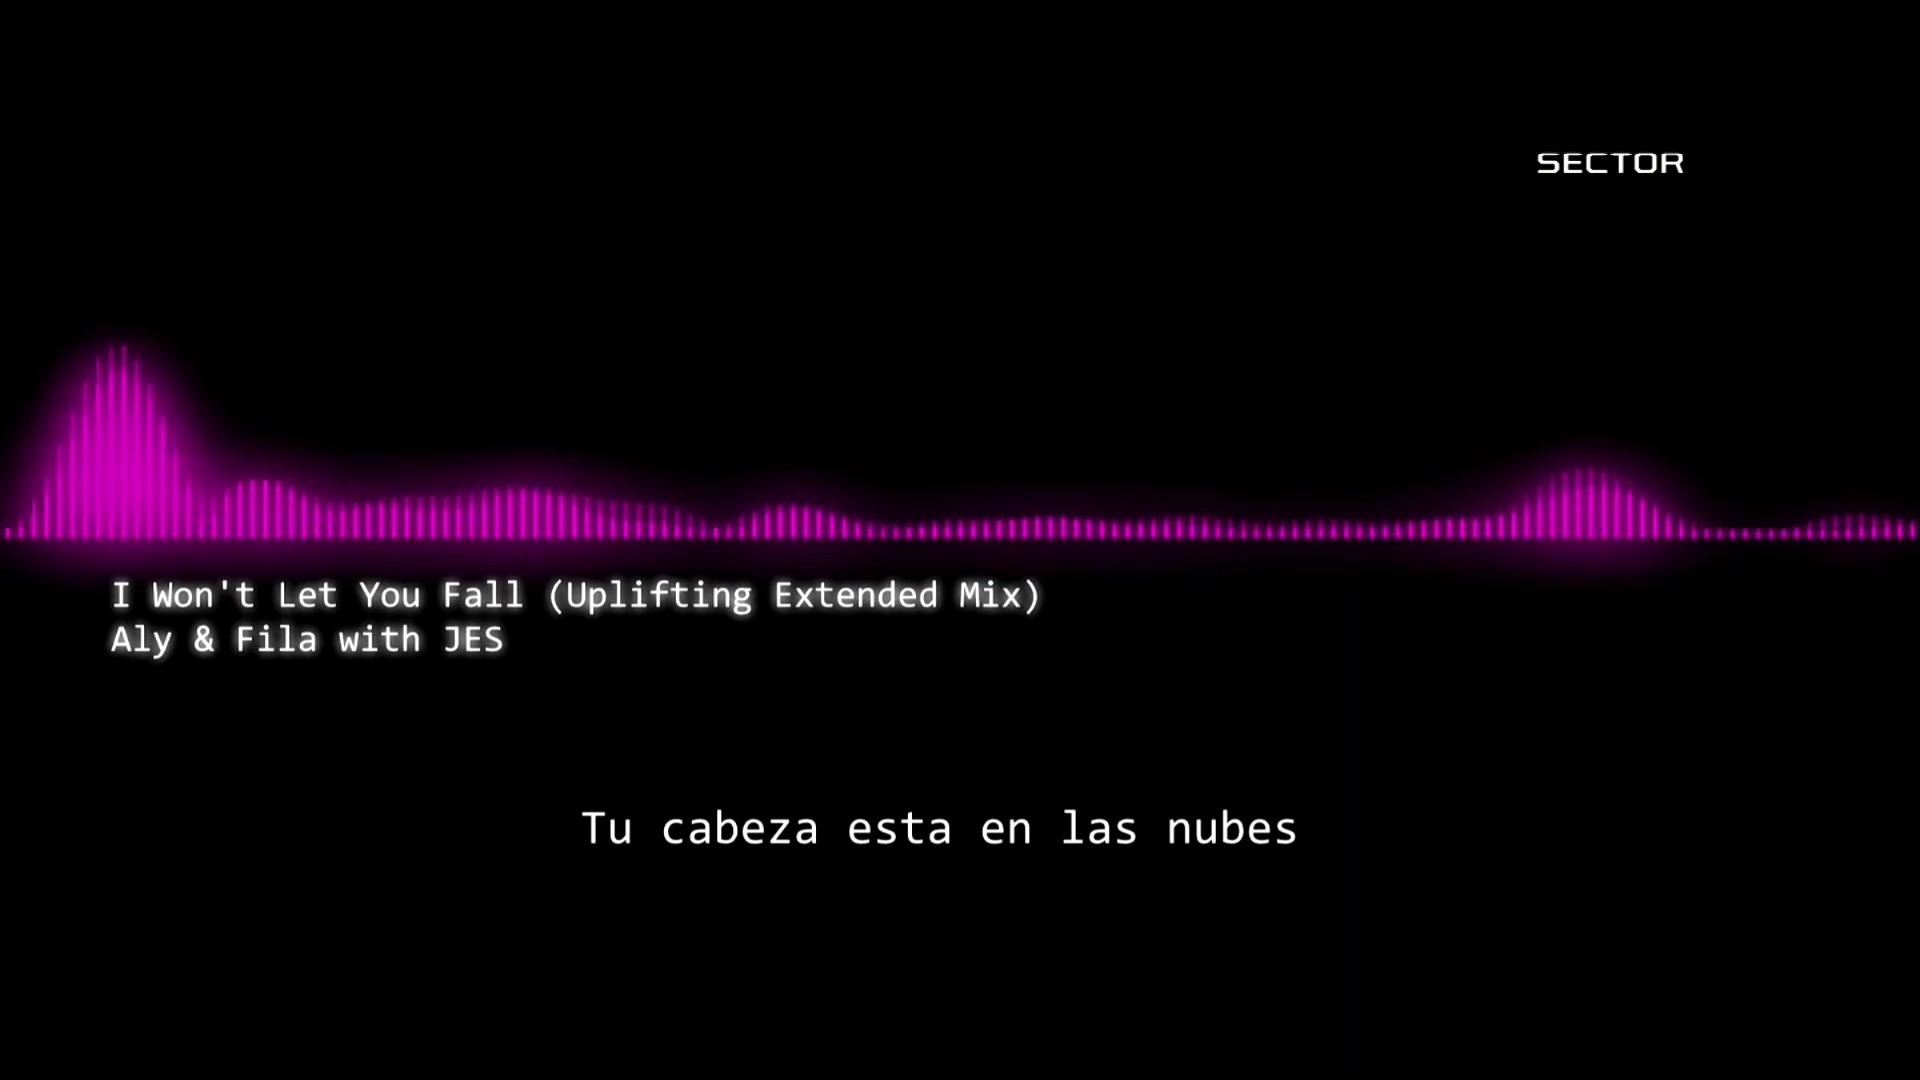 SECTOR
I Won't Let You Fall (Uplifting Extended Mix)
Aly & Fila with JES
Tu cabeza esta en las nubes